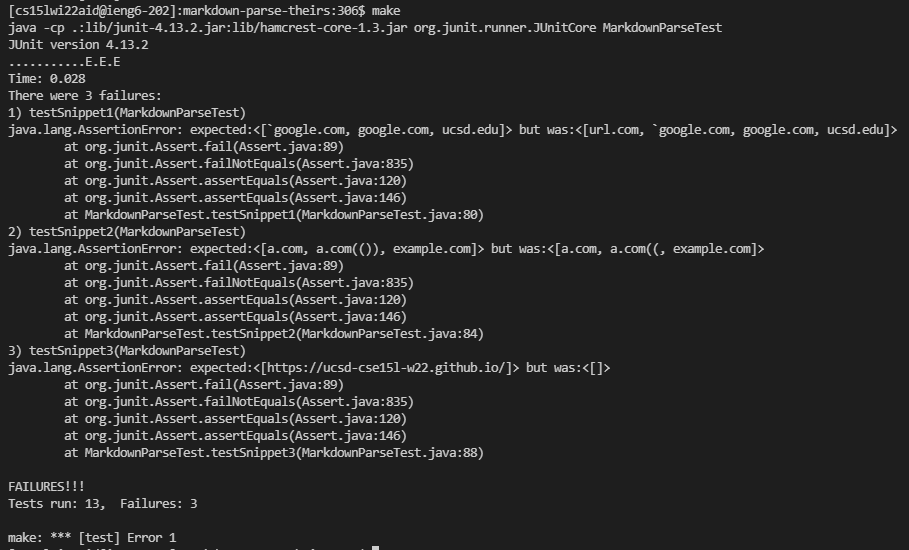 [cs15lwi22aid@ieng6-202]:markdown-parse-theirs:306$ make
java -cp .:lib/junit-4.13.2.jar:lib/hamcrest-core-1.3.jar org.junit.runner.JUnitCore MarkdownParseTest
JUnit version 4.13.2
...........E.E.E
Time: 0.028
There were 3 failures:
1) testSnippet1(MarkdownParseTest)
java.lang.AssertionError: expected:<[`google.com, google.com, ucsd.edu]> but was:<[url.com, `google.com, google.com, ucsd.edu]>
        at org.junit.Assert.fail(Assert.java:89)
        at org.junit.Assert.failNotEquals(Assert.java:835)
        at org.junit.Assert.assertEquals(Assert.java:120)
        at org.junit.Assert.assertEquals(Assert.java:146)
        at MarkdownParseTest.testSnippet1(MarkdownParseTest.java:80)
2) testSnippet2(MarkdownParseTest)
java.lang.AssertionError: expected:<[a.com, a.com(()), example.com]> but was:<[a.com, a.com((, example.com]>
        at org.junit.Assert.fail(Assert.java:89)
        at org.junit.Assert.failNotEquals(Assert.java:835)
        at org.junit.Assert.assertEquals(Assert.java:120)
        at org.junit.Assert.assertEquals(Assert.java:146)
        at MarkdownParseTest.testSnippet2(MarkdownParseTest.java:84)
3) testSnippet3(MarkdownParseTest)
java.lang.AssertionError: expected:<[https://ucsd-cse15l-w22.github.io/]> but was:<[]>
        at org.junit.Assert.fail(Assert.java:89)
        at org.junit.Assert.failNotEquals(Assert.java:835)
        at org.junit.Assert.assertEquals(Assert.java:120)
        at org.junit.Assert.assertEquals(Assert.java:146)
        at MarkdownParseTest.testSnippet3(MarkdownParseTest.java:88)
FAILURES!!!
Tests run: 13,  Failures: 3
make: *** [test] Error 1